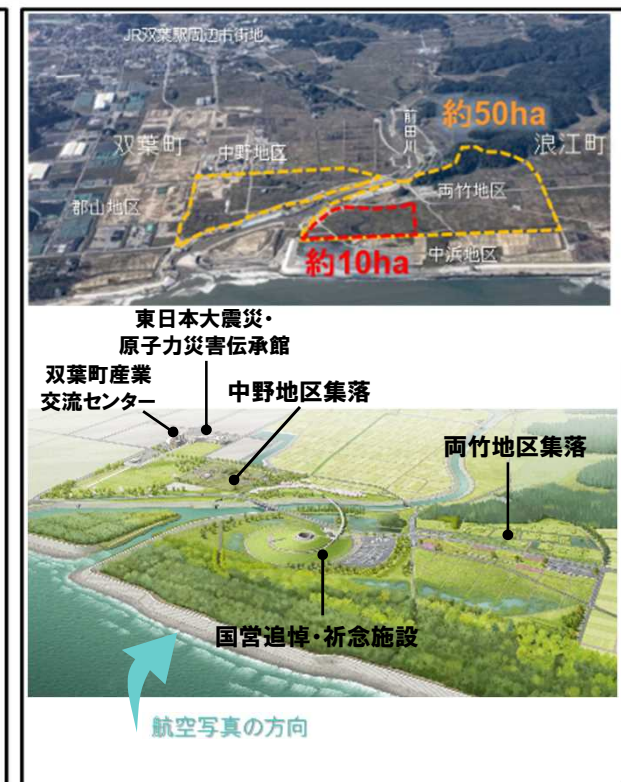 JR双葉駅周辺市街地
約50ha
双葉町
中野地区
前田川
浪江町
郡山地区
両竹地区
約10ha
中浜地区
東日本大震災・
原子力災害伝承館
双葉町産業
交流センター
中野地区集落
両竹地区集落
国営追悼・祈念施設
航空写真の方向